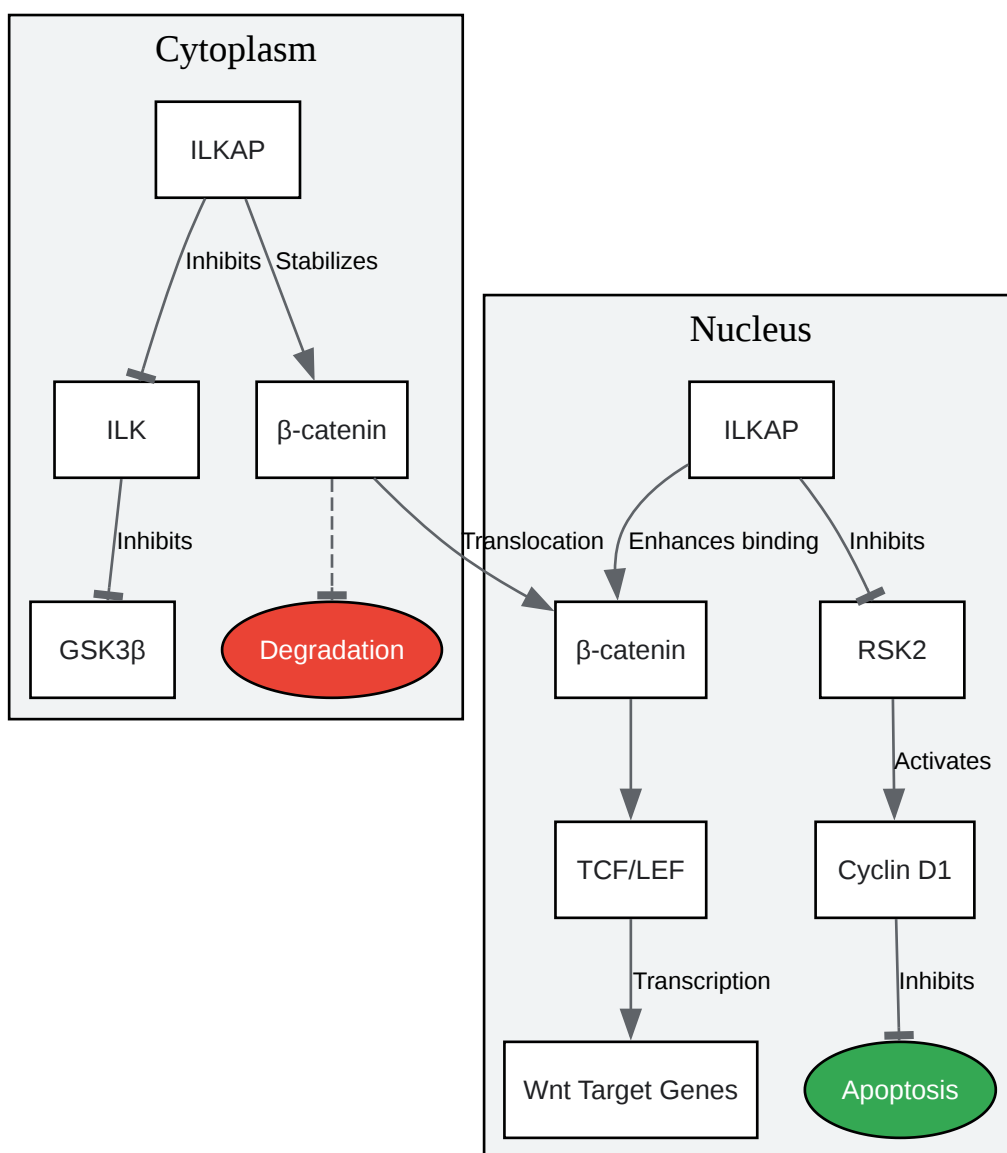 Cytoplasm
ILKAP
Inhibits
Stabilizes
Nucleus
ILK
β-catenin
ILKAP
Inhibits
Translocation
Enhances binding
Inhibits
GSK3β
Degradation
β-catenin
RSK2
Activates
TCF/LEF
Cyclin D1
Transcription
Inhibits
Wnt Target Genes
Apoptosis